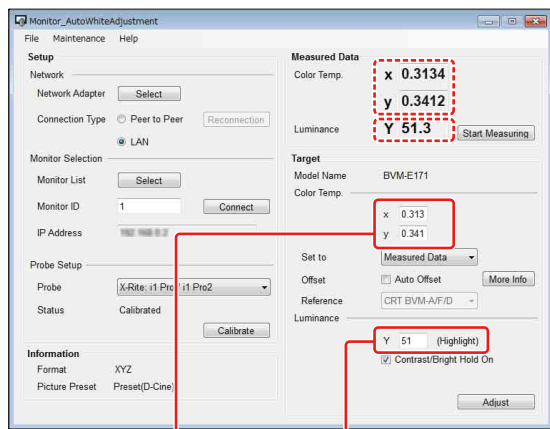 Monitor_AutoWhiteAdjustment
File Maintenance Help
Setup
Network
Network Adapter Select
Connection Type Peer to Peer Reconnection
LAN
Monitor Selection
Monitor List Select
Monitor ID 1 Connect
IP Address
Probe Setup
Probe X-Rite: i1 Pro / i1 Pro2
Status Calibrated
Calibrate
Information
Format XYZ
Picture Preset Preset(D-Cine)
Measured Data
Color Temp. x 0.3134
y 0.3412
Luminance Y 51.3 Start Measuring
Target
Model Name BVM-E171
Color Temp.
x 0.313
y 0.341
Set to Measured Data
Offset Auto Offset More Info
Reference CRT BVM-A/F/D
Luminance
Y 51 (Highlight)
Contrast/Bright Hold On
Adjust